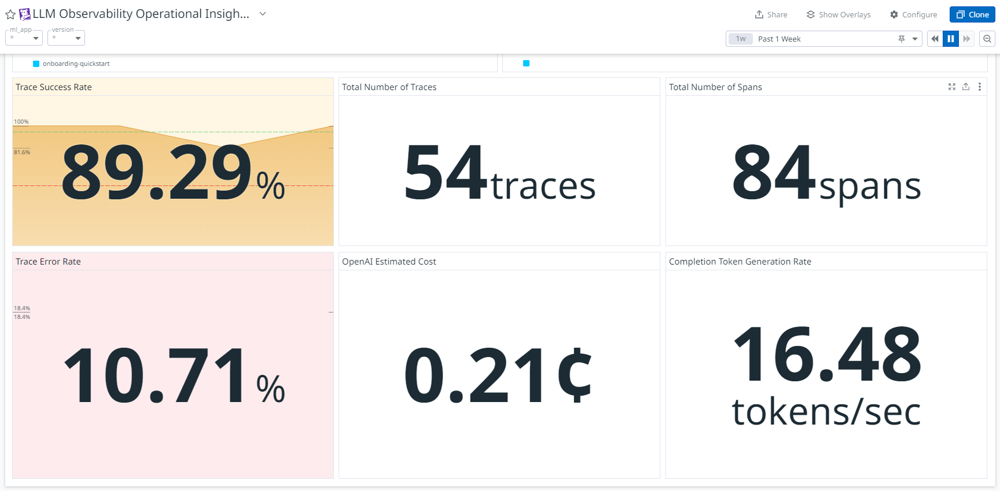 LLM Observability Operational Insigh...
Share
Show Overlays
Configure
Clone
ml_app
*
version
*
1w
Past 1 Week
onboarding-quickstart
Trace Success Rate
100%
81.6%
89.29%
Total Number of Traces
54traces
Total Number of Spans
84spans
Trace Error Rate
18.4%
18.4%
10.71%
OpenAI Estimated Cost
0.21¢
Completion Token Generation Rate
16.48
tokens/sec